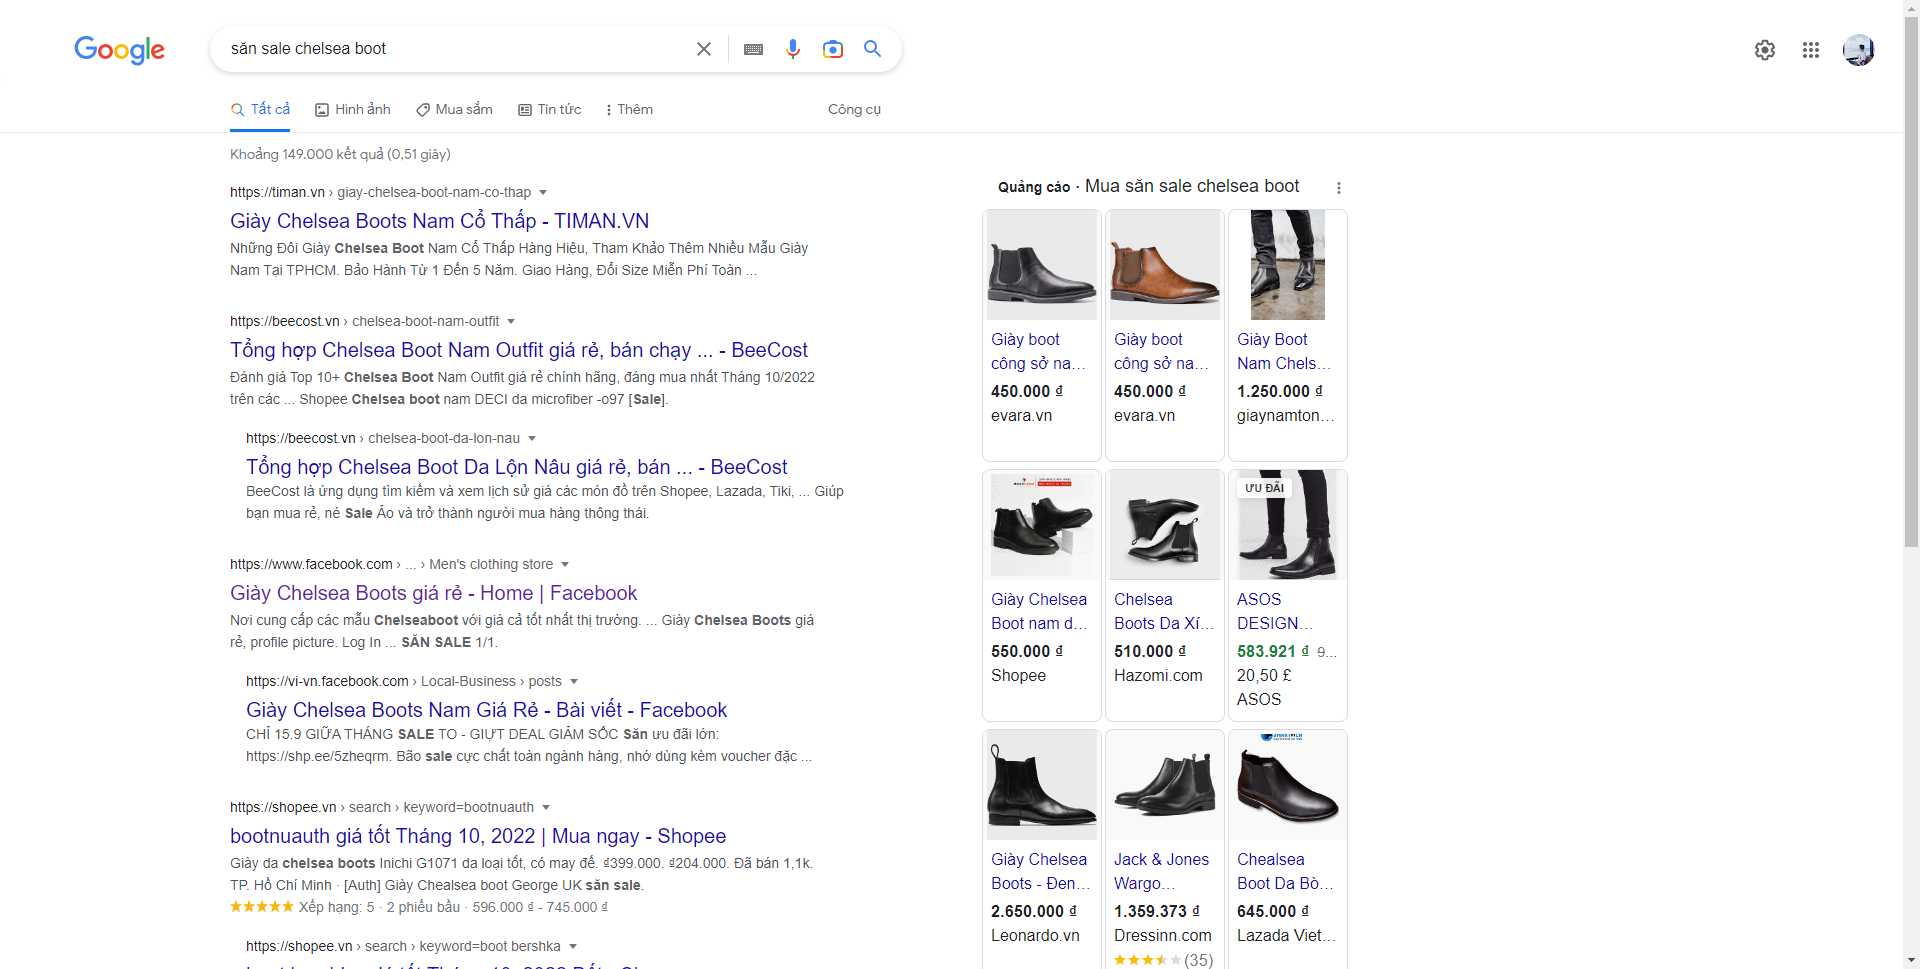 Google
săn sale chelsea boot
Tất cả
Hình ảnh
Mua sắm
Tin tức
Thêm
Công cụ
Khoảng 149.000 kết quả (0,51 giây)
https://timan.vn › giay-chelsea-boot-nam-co-thap
Giày Chelsea Boots Nam Cổ Thấp - TIMAN.VN
Những Đôi Giày Chelsea Boot Nam Cổ Thấp Hàng Hiệu, Tham Khảo Thêm Nhiều Mẫu Giày
Nam Tại TPHCM. Bảo Hành Từ 1 Đến 5 Năm. Giao Hàng, Đổi Size Miễn Phí Toàn ...
https://beecost.vn › chelsea-boot-nam-outfit
Tổng hợp Chelsea Boot Nam Outfit giá rẻ, bán chạy ... - BeeCost
Đánh giá Top 10+ Chelsea Boot Nam Outfit giá rẻ chính hãng, đáng mua nhất Tháng 10/2022
trên các ... Shopee Chelsea boot nam DECI da microfiber -o97 [Sale].
https://beecost.vn › chelsea-boot-da-lon-nau
Tổng hợp Chelsea Boot Da Lộn Nâu giá rẻ, bán ... - BeeCost
BeeCost là ứng dụng tìm kiếm và xem lịch sử giá các món đồ trên Shopee, Lazada, Tiki, ... Giúp
bạn mua rẻ, né Sale Ảo và trở thành người mua hàng thông thái.
https://www.facebook.com › ... › Men's clothing store
Giày Chelsea Boots giá rẻ - Home | Facebook
Nơi cung cấp các mẫu Chelseaboot với giá cả tốt nhất thị trường. ... Giày Chelsea Boots giá
rẻ, profile picture. Log In ... SĂN SALE 1/1.
https://vi-vn.facebook.com › Local-Business › posts
Giày Chelsea Boots Nam Giá Rẻ - Bài viết - Facebook
CHỈ 15.9 GIỮA THÁNG SALE TO - GIỰT DEAL GIẢM SỐC Săn ưu đãi lớn:
https://shp.ee/5zheqrm. Bão sale cực chất toàn ngành hàng, nhớ dùng kèm voucher đặc ...
https://shopee.vn › search › keyword=bootnuauth
bootnuauth giá tốt Tháng 10, 2022 | Mua ngay - Shopee
Giày da chelsea boots Inichi G1071 da loại tốt, có may đế. ₫399.000. ₫204.000. Đã bán 1,1k.
TP. Hồ Chí Minh · [Auth] Giày Chealsea boot George UK săn sale.
Xếp hạng: 5 · 2 phiếu bầu · 596.000 ₫ - 745.000 ₫
https://shopee.vn › search › keyword=boot bershka
Quảng cáo · Mua săn sale chelsea boot
Giày boot
công sở na...
450.000 ₫
evara.vn
Giày boot
công sở na...
450.000 ₫
evara.vn
Giày Boot
Nam Chels...
1.250.000 ₫
giaynamton...
Giày Chelsea
Boot nam d...
550.000 ₫
Shopee
Chelsea
Boots Da Xí...
510.000 ₫
Hazomi.com
ƯU ĐÃI
ASOS
DESIGN...
583.921 ₫ 9...
20,50 £
ASOS
Giày Chelsea
Boots - Đen...
2.650.000 ₫
Leonardo.vn
Jack & Jones
Wargo...
1.359.373 ₫
Dressinn.com
(35)
Chealsea
Boot Da Bò...
645.000 ₫
Lazada Viet...